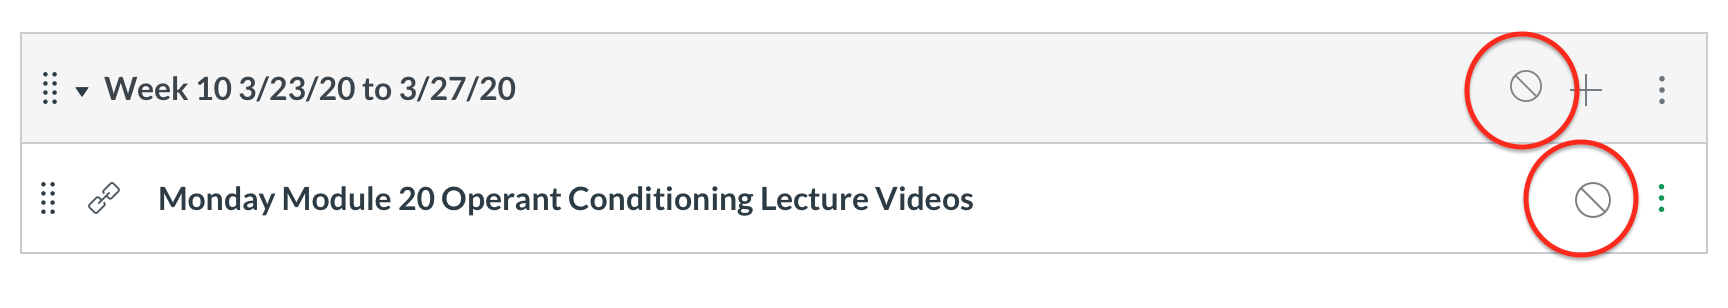 Week 10 3/23/20 to 3/27/20
Monday Module 20 Operant Conditioning Lecture Videos